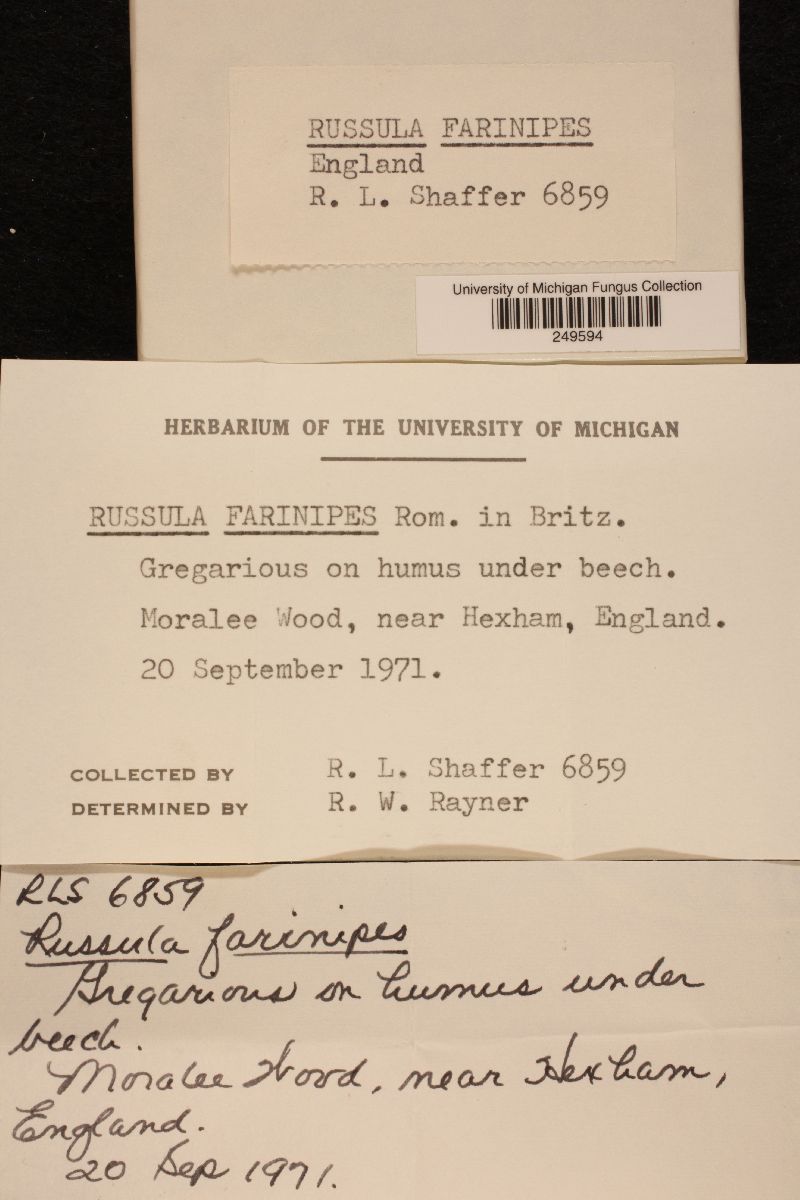 RUSSULA FARINIPES
England
R. L. Shaffer 6859
University of Michigan Fungus Collection
249594
HERBARIUM OF THE UNIVERSITY OF MICHIGAN
RUSSULA FARINIPES Rom. in Britz.
Gregarious on humus under beech.
Moralee Wood, near Hexham, England.
20 September 1971.
COLLECTED BY R. L. Shaffer 6859
DETERMINED BY R. W. Rayner
RLS 6859
Russula farinipes
Gregarious on humus under
beech.
Moralee Wood, near Hexham,
England.
20 Sep 1971.